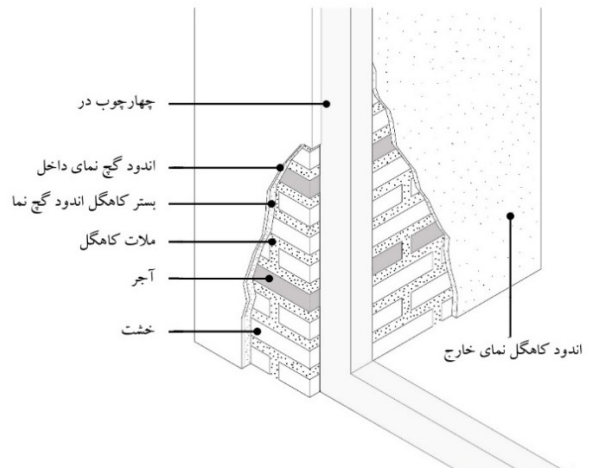 چهارچوب در
اندود گچ نمای داخل
بستر کاهگل اندود گچ نما
ملات کاهگل
آجر
خشت
اندود کاهگل نمای خارج